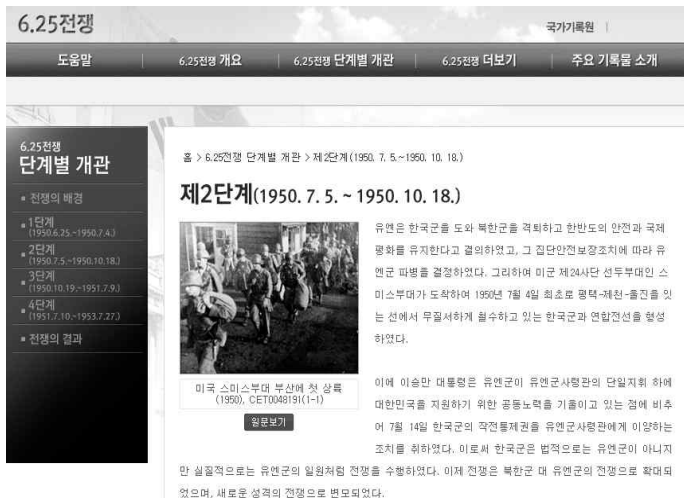 6.25전쟁
국가기록원
도움말
6.25전쟁 개요
6.25전쟁 단계별 개관
6.25전쟁 더보기
주요 기록물 소개
6.25전쟁
단계별 개관
전쟁의 배경
1단계
(1950.6.25.~1950.7.4.)
2단계
(1950.7.5.~1950.10.18.)
3단계
(1950.10.19.~1951.7.9.)
4단계
(1951.7.10.~1953.7.27.)
전쟁의 결과
홈 > 6.25전쟁 단계별 개관 > 제2단계(1950. 7. 5.~1950. 10. 18.)
제2단계(1950. 7. 5. ~ 1950. 10. 18.)
미국 스미스부대 부산에 첫 상륙
(1950), CET0048191(1-1)
원문보기
유엔은 한국군을 도와 북한군을 격퇴하고 한반도의 안전과 국제
평화를 유지한다고 결의하였고, 그 집단안전보장조치에 따라 유
엔군 파병을 결정하였다. 그리하여 미군 제24사단 선두부대인 스
미스부대가 도착하여 1950년 7월 4일 최초로 평택-제천-울진을 잇
는 선에서 무질서하게 철수하고 있는 한국군과 연합전선을 형성
하였다.
이에 이승만 대통령은 유엔군이 유엔군사령관의 단일지휘 하에
대한민국을 지원하기 위한 공동노력을 기울이고 있는 점에 비추
어 7월 14일 한국군의 작전통제권을 유엔군사령관에게 이양하는
조치를 취하였다. 이로써 한국군은 법적으로는 유엔군이 아니지
만 실질적으로는 유엔군의 일원처럼 전쟁을 수행하였다. 이제 전쟁은 북한군 대 유엔군의 전쟁으로 확대되
었으며, 새로운 성격의 전쟁으로 변모되었다.